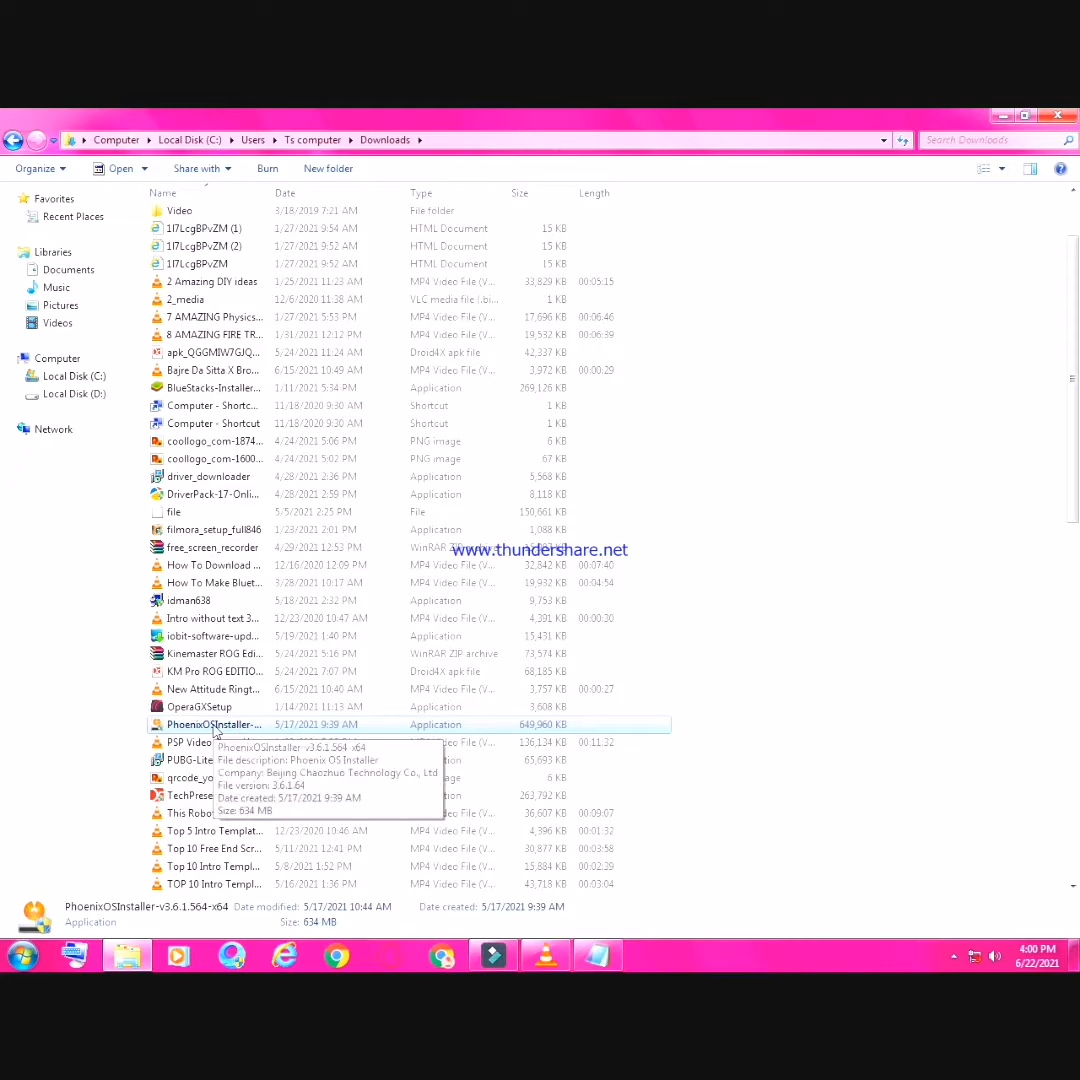 Computer Local Disk (C:) Users Ts computer Downloads Search Downloads
Organize Open Share with Burn New folder
Name Date Type Size Length
Favorites
Recent Places
Libraries
Documents
Music
Pictures
Videos
Computer
Local Disk (C:)
Local Disk (D:)
Network
Video 3/18/2019 7:21 AM File folder
1I7LcgBPvZM (1) 1/27/2021 9:54 AM HTML Document 15 KB
1I7LcgBPvZM (2) 1/27/2021 9:52 AM HTML Document 15 KB
1I7LcgBPvZM 1/27/2021 9:52 AM HTML Document 15 KB
2 Amazing DIY ideas 1/25/2021 11:23 AM MP4 Video File (V... 33,829 KB 00:05:15
2_media 12/6/2020 11:38 AM VLC media file (.bi... 1 KB
7 AMAZING Physics... 1/27/2021 5:53 PM MP4 Video File (V... 17,696 KB 00:06:46
8 AMAZING FIRE TR... 1/31/2021 12:12 PM MP4 Video File (V... 19,532 KB 00:06:39
apk_QGGMIW7GJQ... 5/24/2021 11:24 AM Droid4X apk file 42,337 KB
Bajre Da Sitta X Bro... 6/15/2021 10:49 AM MP4 Video File (V... 3,972 KB 00:00:29
BlueStacks-Installer... 1/11/2021 5:34 PM Application 269,126 KB
Computer - Shortc... 11/18/2020 9:30 AM Shortcut 1 KB
Computer - Shortcut 11/18/2020 9:30 AM Shortcut 1 KB
coollogo_com-1874... 4/24/2021 5:06 PM PNG image 6 KB
coollogo_com-1600... 4/24/2021 5:02 PM PNG image 67 KB
driver_downloader 4/28/2021 2:36 PM Application 5,568 KB
DriverPack-17-Onli... 4/28/2021 2:59 PM Application 8,118 KB
file 5/5/2021 2:25 PM File 150,661 KB
filmora_setup_full846 1/23/2021 2:01 PM Application 1,088 KB
free_screen_recorder 4/29/2021 12:53 PM WinRAR ZIP
www.thundershare.net
How To Download ... 12/16/2020 12:09 PM MP4 Video File (V... 32,842 KB 00:07:40
How To Make Bluet... 3/28/2021 10:17 AM MP4 Video File (V... 19,932 KB 00:04:54
idman638 5/18/2021 2:32 PM Application 9,753 KB
Intro without text 3... 12/23/2020 10:47 AM MP4 Video File (V... 4,391 KB 00:00:30
iobit-software-upd... 5/19/2021 1:40 PM Application 15,431 KB
Kinemaster ROG Edi... 5/24/2021 5:16 PM WinRAR ZIP archive 73,574 KB
KM Pro ROG EDITIO... 5/24/2021 7:07 PM Droid4X apk file 68,185 KB
New Attitude Ringt... 6/15/2021 10:40 AM MP4 Video File (V... 3,757 KB 00:00:27
OperaGXSetup 1/14/2021 11:13 AM Application 3,608 KB
PhoenixOSInstaller-... 5/17/2021 9:39 AM Application 649,960 KB
PSP Video MP4 Video File (V... 136,134 KB 00:11:32
PUBG-Lite Application 65,693 KB
qrcode_yo 6 KB
TechPrese 263,792 KB
This Robo 36,607 KB 00:09:07
PhoenixOSInstaller-v3.6.1.564-x64
File description: Phoenix OS Installer
Company: Beijing Chaozhuo Technology Co., Ltd
File version: 3.6.1.64
Date created: 5/17/2021 9:39 AM
Size: 634 MB
Top 5 Intro Templat... 12/23/2020 10:46 AM MP4 Video File (V... 4,396 KB 00:01:32
Top 10 Free End Scr... 5/11/2021 12:41 PM MP4 Video File (V... 30,877 KB 00:03:58
Top 10 Intro Templ... 5/8/2021 1:52 PM MP4 Video File (V... 15,884 KB 00:02:39
TOP 10 Intro Templ... 5/16/2021 1:36 PM MP4 Video File (V... 43,718 KB 00:03:04
PhoenixOSInstaller-v3.6.1.564-x64 Date modified: 5/17/2021 10:44 AM Date created: 5/17/2021 9:39 AM
Application Size: 634 MB
4:00 PM
6/22/2021